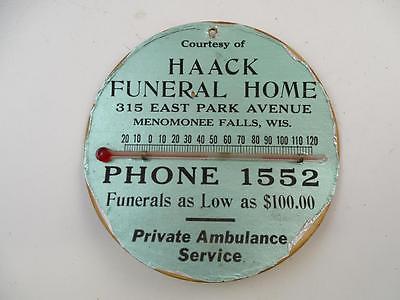 Courtesy of
HAACK
FUNERAL HOME
315 EAST PARK AVENUE
MENOMONEE FALLS, WIS.
20 10 0 10 20 30 40 50 60 70 80 90 100 110 120
PHONE 1552
Funerals as Low as $100.00
Private Ambulance
Service